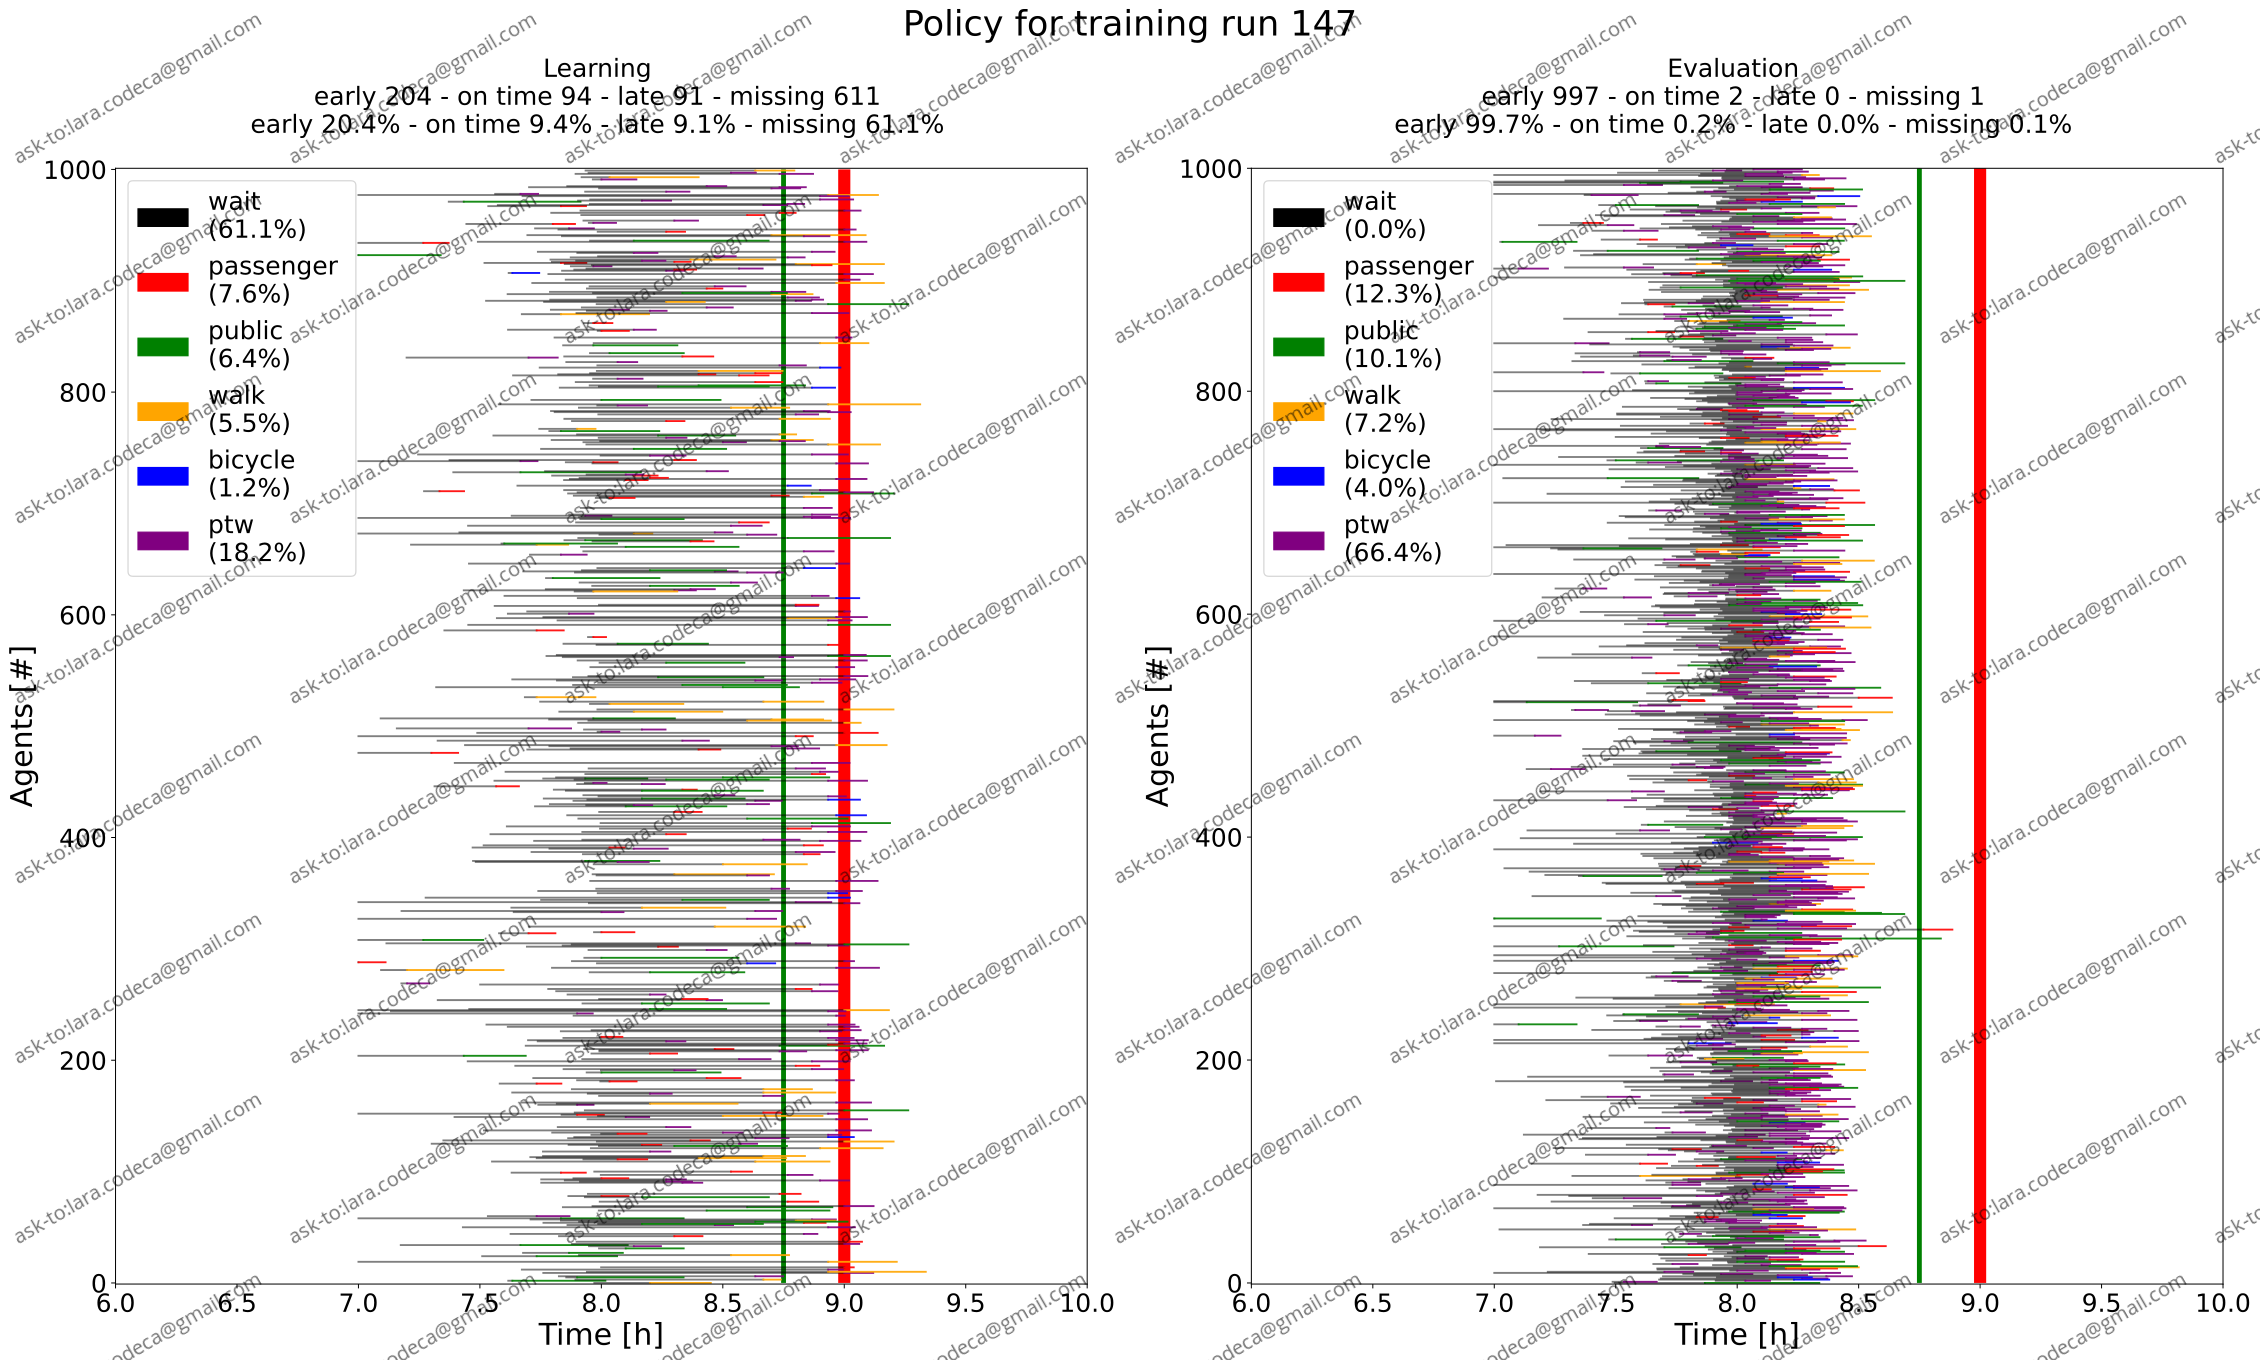 Policy for training run 147
Learning
early 204 - on time 94 - late 91 - missing 611
early 20.4% - on time 9.4% - late 9.1% - missing 61.1%
1000
800
600
400
200
0
Agents [#]
wait
(61.1%)
passenger
(7.6%)
public
(6.4%)
walk
(5.5%)
bicycle
(1.2%)
ptw
(18.2%)
6.0 6.5 7.0 7.5 8.0 8.5 9.0 9.5 10.0
Time [h]
Evaluation
early 997 - on time 2 - late 0 - missing 1
early 99.7% - on time 0.2% - late 0.0% - missing 0.1%
1000
800
600
400
200
0
Agents [#]
wait
(0.0%)
passenger
(12.3%)
public
(10.1%)
walk
(7.2%)
bicycle
(4.0%)
ptw
(66.4%)
6.0 6.5 7.0 7.5 8.0 8.5 9.0 9.5 10.0
Time [h]
ask-to:lara.codeca@gmail.com